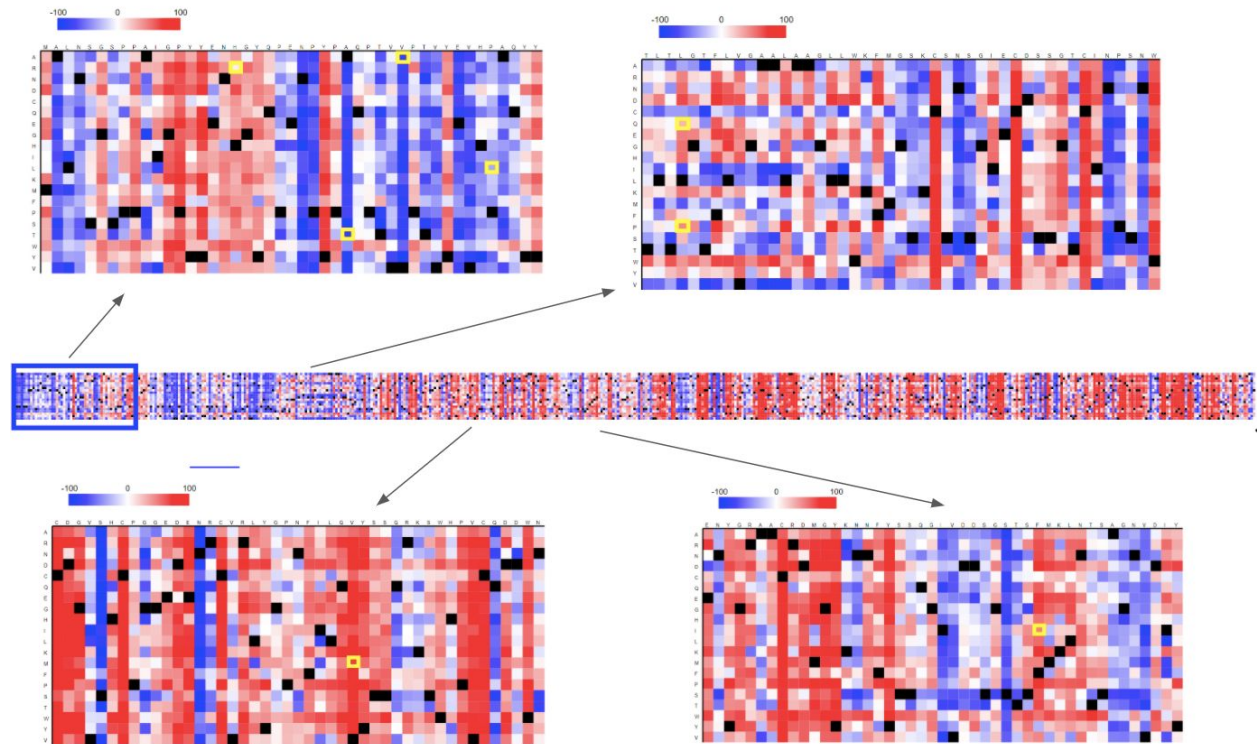 -100 0 100
M A L N S G S P P A I G P Y Y E N H G Y Q P E N P Y P A G P T V V P T V Y E V H P A Q Y Y
A
R
N
D
C
Q
E
G
H
I
L
K
M
F
P
S
T
W
Y
V
-100 0 100
T L T L G T F L V G A A L A A G L L W K F M G S K C S N S G I E C D S S G T C I N P S N W
A
R
N
D
C
Q
E
G
H
I
L
K
M
F
P
S
T
W
Y
V
-100 0 100
C D G V S H C P G G E D E N R C V R L Y G P N F I L Q V Y S S Q R K S W H P V C Q D D W N
A
R
N
D
C
Q
E
G
H
I
L
K
M
F
P
S
T
W
Y
V
-100 0 100
E N Y G R A A C R D M G Y K N N F Y S S Q G I V D D S G S T S F M K L N T S A G N V D I Y
A
R
N
D
C
Q
E
G
H
I
L
K
M
F
P
S
T
W
Y
V